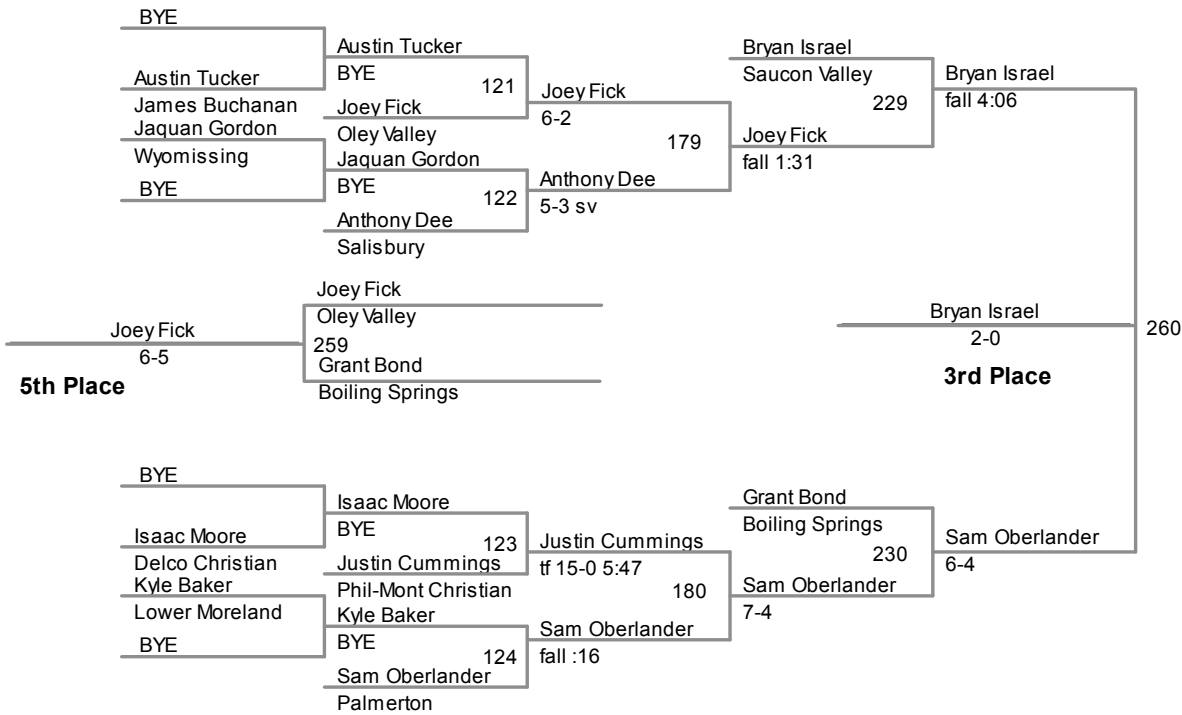 BYE
Austin Tucker
James Buchanan
Jaquan Gordon
Wyomissing
BYE
Austin Tucker
BYE
121
Joey Fick
Oley Valley
Jaquan Gordon
BYE
122
Anthony Dee
Salisbury
Joey Fick
6-2
179
Anthony Dee
5-3 sv
Bryan Israel
Saucon Valley
229
Joey Fick
fall 1:31
Bryan Israel
fall 4:06
Joey Fick
6-5
5th Place
Joey Fick
Oley Valley
259
Grant Bond
Boiling Springs
Bryan Israel
2-0
3rd Place
260
BYE
Isaac Moore
Delco Christian
Kyle Baker
Lower Moreland
BYE
Isaac Moore
BYE
123
Justin Cummings
Phil-Mont Christian
Kyle Baker
BYE
124
Sam Oberlander
Palmerton
Justin Cummings
tf 15-0 5:47
180
Sam Oberlander
fall :16
Grant Bond
Boiling Springs
230
Sam Oberlander
7-4
Sam Oberlander
6-4